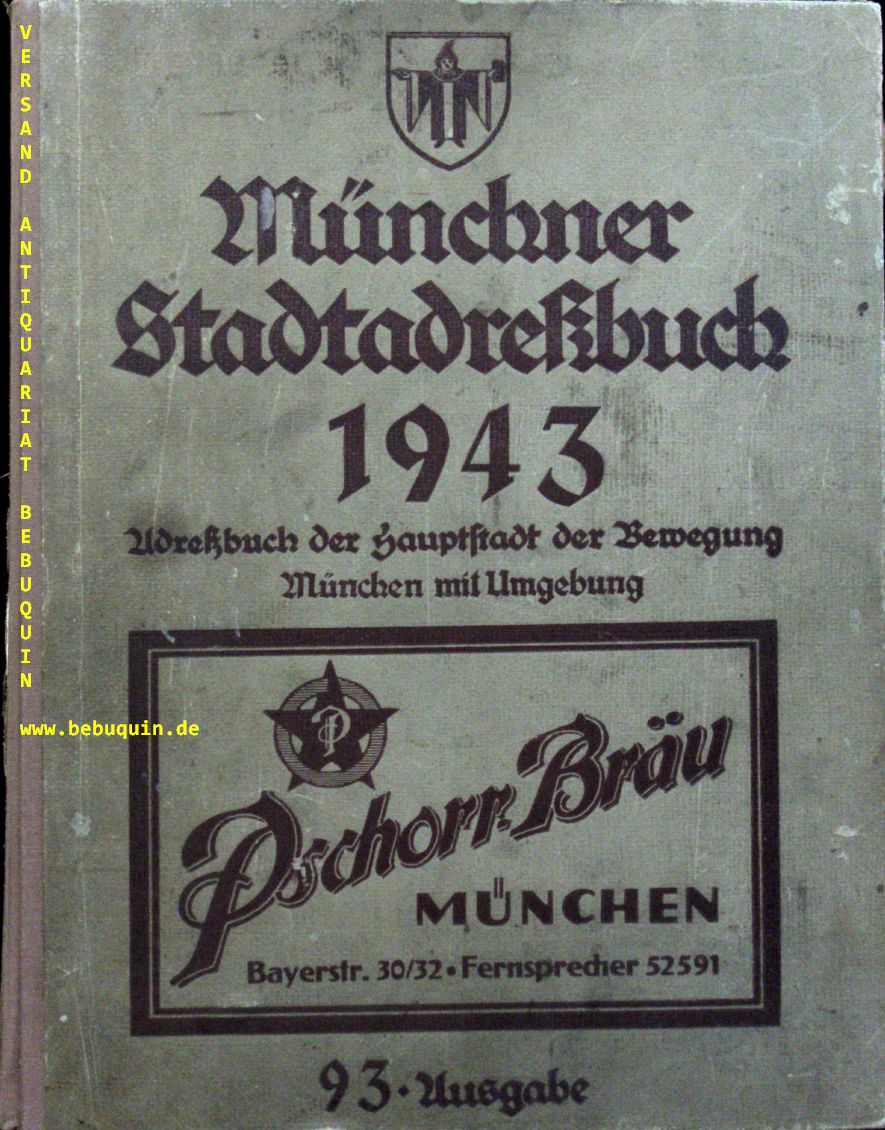 VERSAND ANTIQUARIAT BEBUQUIN
www.bebuquin.de
Münchner
Stadtadreßbuch
1943
Adreßbuch der Hauptſtadt der Bewegung
München mit Umgebung
P
Pschorr-Bräu
MÜNCHEN
Bayerstr. 30/32 • Fernsprecher 52591
93. Ausgabe